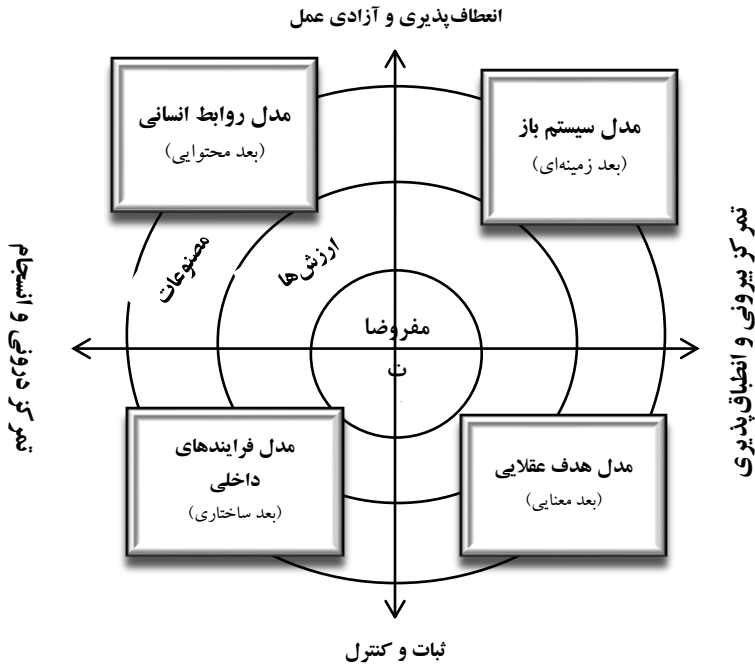 انعطاف‌پذیری و آزادی عمل
مدل سیستم باز
(بعد زمینه‌ای)
مدل روابط انسانی
(بعد محتوایی)
تمرکز بیرونی و انطباق‌پذیری
ارزش‌ها
مصنوعات
تمرکز درونی و انسجام
مفروضا
ت
مدل هدف عقلایی
(بعد معنایی)
مدل فرایندهای
داخلی
(بعد ساختاری)
ثبات و کنترل